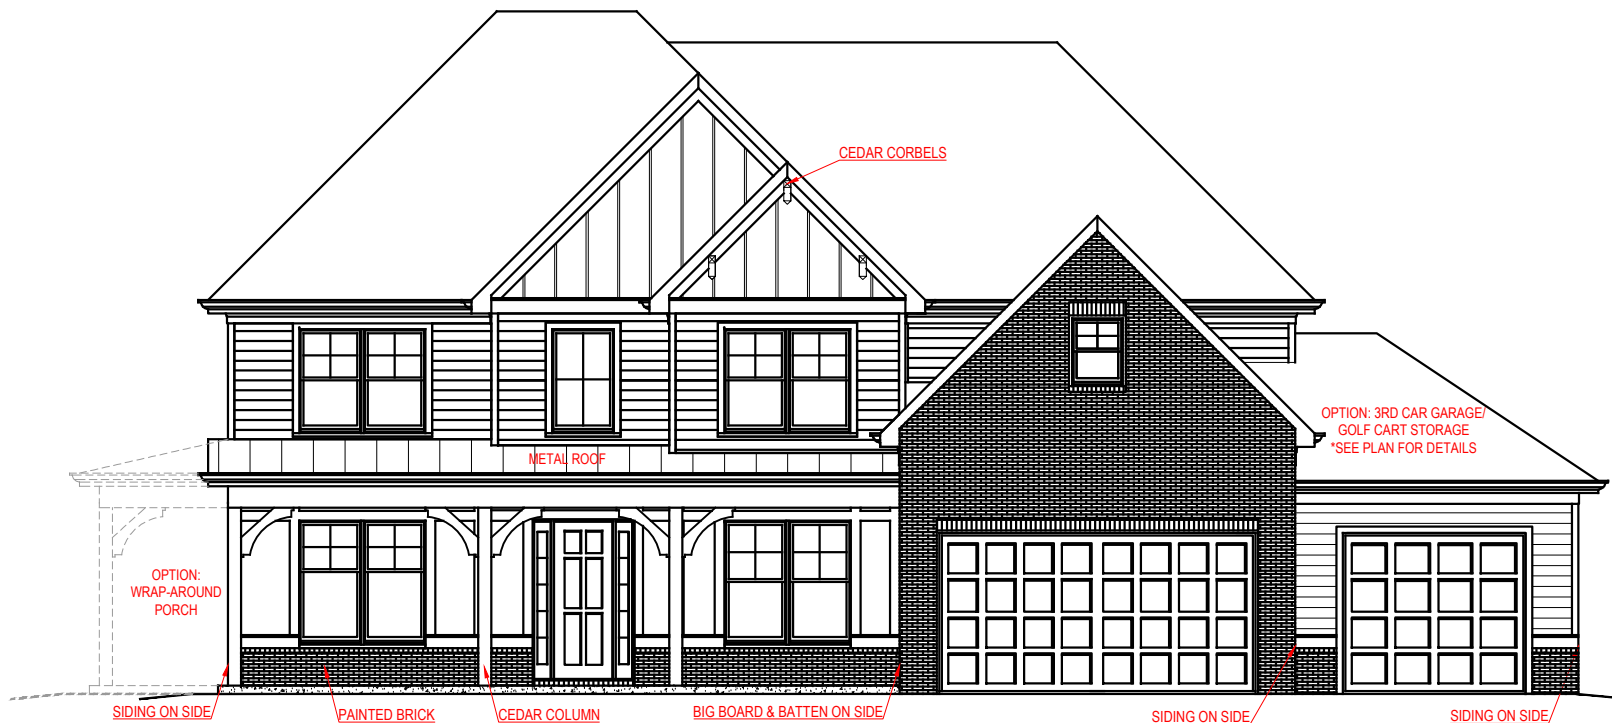 CEDAR CORBELS
OPTION: 3RD CAR GARAGE/
GOLF CART STORAGE
*SEE PLAN FOR DETAILS
METAL ROOF
OPTION:
WRAP-AROUND
PORCH
SIDING ON SIDE
PAINTED BRICK
CEDAR COLUMN
BIG BOARD & BATTEN ON SIDE
SIDING ON SIDE
SIDING ON SIDE